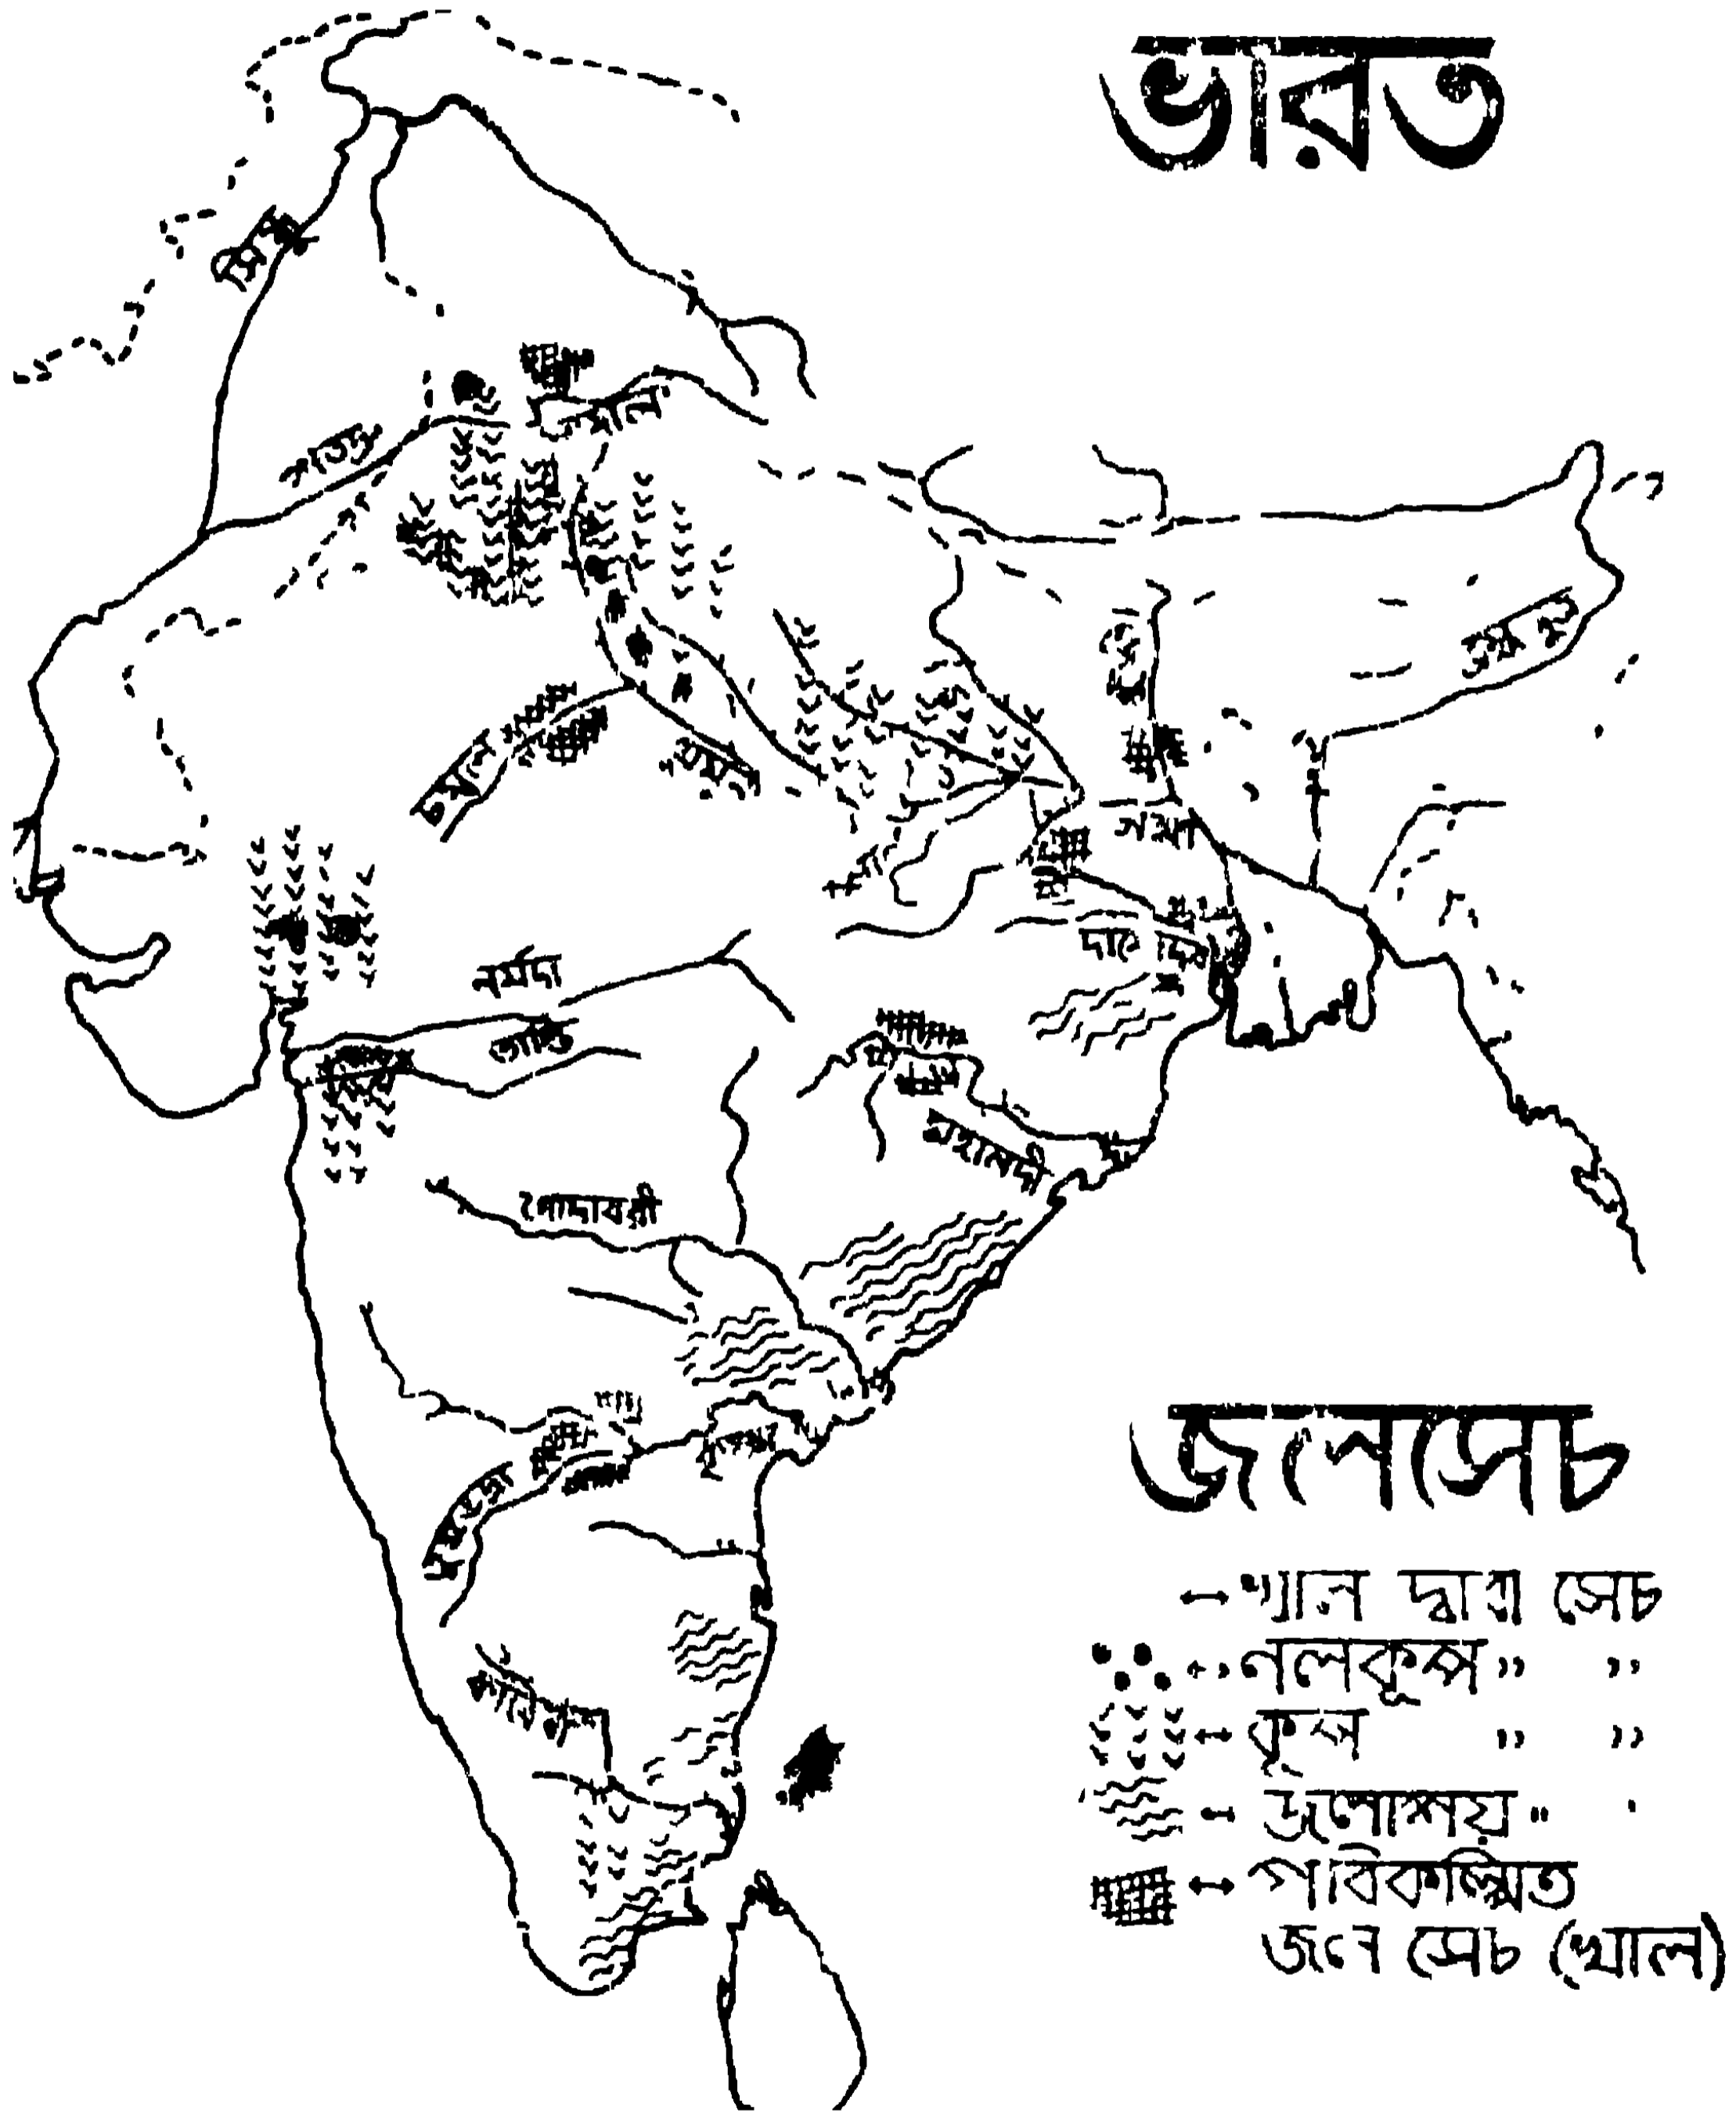 ভারত
সিন্ধু
শতদ্রু
চম্বল
যমুনা
ব্রহ্মপুত্র
পদ্মা
দামোদর
নর্মদা
তাপ্তি
মহানদী
গোদাবরী
কৃষ্ণা
তুঙ্গভদ্রা
কাবেরী
জলসেচ
খাল দ্বারা সেচ
নলকূপ " "
কূপ " "
জলাশয় "
পরিকল্পিত
জল সেচ (খাল)